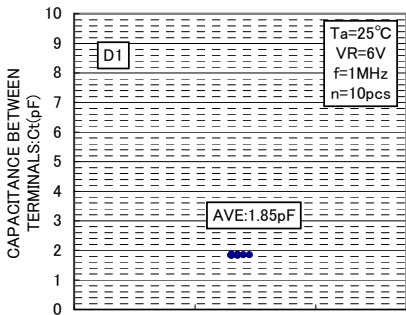 10
9
8
7
6
5
4
3
2
1
0
CAPACITANCE BETWEEN
TERMINALS:Ct(pF)
D1
Ta=25℃
VR=6V
f=1MHz
n=10pcs
AVE:1.85pF